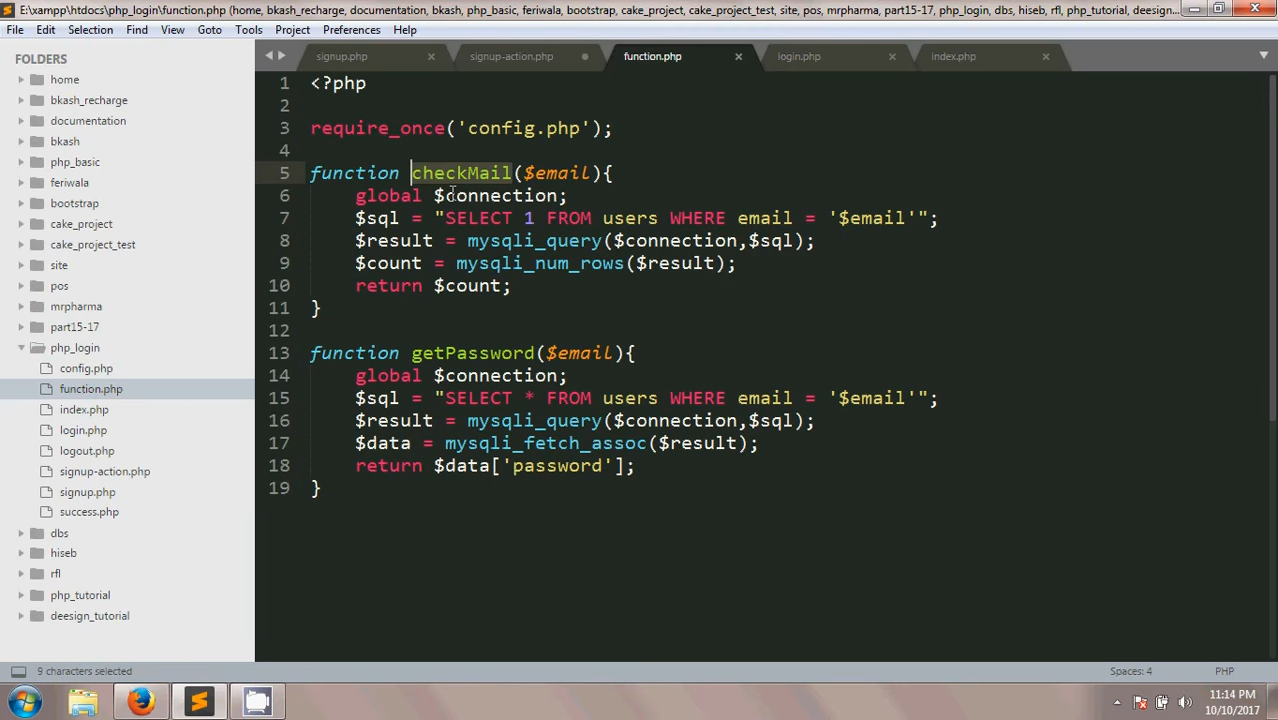 E:\xampp\htdocs\php_login\function.php (home, bkash_recharge, documentation, bkash, php_basic, feriwala, bootstrap, cake_project, cake_project_test, site, pos, mrpharma, part15-17, php_login, dbs, hiseb, rfl, php_tutorial, deesign_tutorial...
File Edit Selection Find View Goto Tools Project Preferences Help
FOLDERS
home
bkash_recharge
documentation
bkash
php_basic
feriwala
bootstrap
cake_project
cake_project_test
site
pos
mrpharma
part15-17
php_login
config.php
function.php
index.php
login.php
logout.php
signup-action.php
signup.php
success.php
dbs
hiseb
rfl
php_tutorial
deesign_tutorial
signup.php signup-action.php function.php login.php index.php
1 <?php
2
3 require_once('config.php');
4
5 function checkMail($email){
6 global $connection;
7 $sql = "SELECT 1 FROM users WHERE email = '$email'";
8 $result = mysqli_query($connection,$sql);
9 $count = mysqli_num_rows($result);
10 return $count;
11 }
12
13 function getPassword($email){
14 global $connection;
15 $sql = "SELECT * FROM users WHERE email = '$email'";
16 $result = mysqli_query($connection,$sql);
17 $data = mysqli_fetch_assoc($result);
18 return $data['password'];
19 }
9 characters selected
Spaces: 4
PHP
11:14 PM
10/10/2017